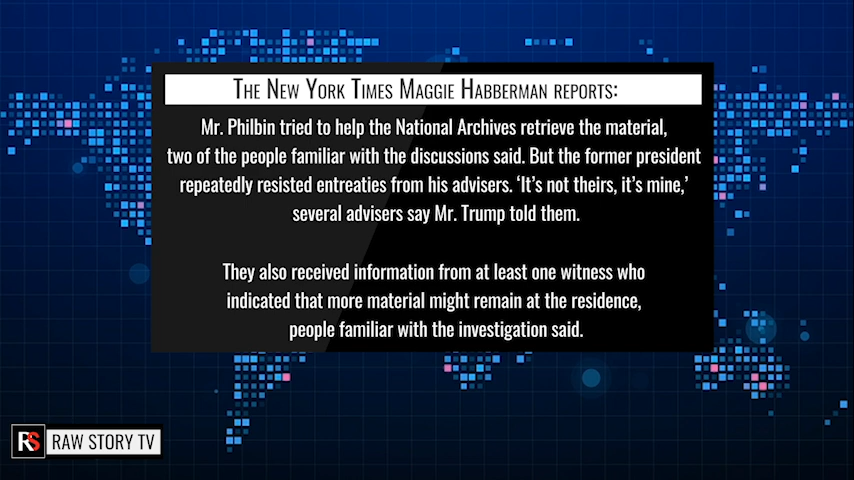 The New York Times Maggie Habberman reports:
Mr. Philbin tried to help the National Archives retrieve the material,
two of the people familiar with the discussions said. But the former president
repeatedly resisted entreaties from his advisers. ‘It’s not theirs, it’s mine,’
several advisers say Mr. Trump told them.
They also received information from at least one witness who
indicated that more material might remain at the residence,
people familiar with the investigation said.
RS RAW STORY TV